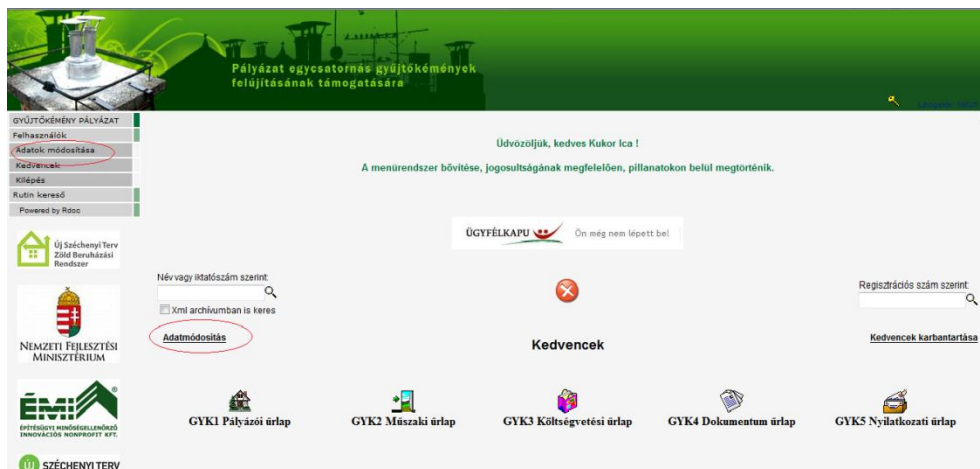 Pályázat egycsatornás gyűjtőkémények
felújításának támogatására
GYŰJTŐKÉMÉNY PÁLYÁZAT
Felhasználók
Adatok módosítása
Kedvencek
Kilépés
Rutin kereső
Powered by Rdoc
Üdvözöljük, kedves Kukor Ica !
A menürendszer bővítése, jogosultságának megfelelően, pillanatokon belül megtörténik.
ÜGYFÉLKAPU Ön még nem lépett be!
Új Széchenyi Terv
Zöld Beruházási
Rendszer
Név vagy iktatószám szerint:
Xml archívumban is keres
Regisztrációs szám szerint:
Adatmódosítás
Kedvencek
Kedvencek karbantartása
NEMZETI FEJLESZTÉSI
MINISZTÉRIUM
ÉMI
ÉPÍTÉSÜGYI MINŐSÉGELLENŐRZŐ
INNOVÁCIÓS NONPROFIT KFT.
GYK1 Pályázói űrlap
GYK2 Műszaki űrlap
GYK3 Költségvetési űrlap
GYK4 Dokumentum űrlap
GYK5 Nyilatkozati űrlap
ÚJ SZÉCHENYI TERV